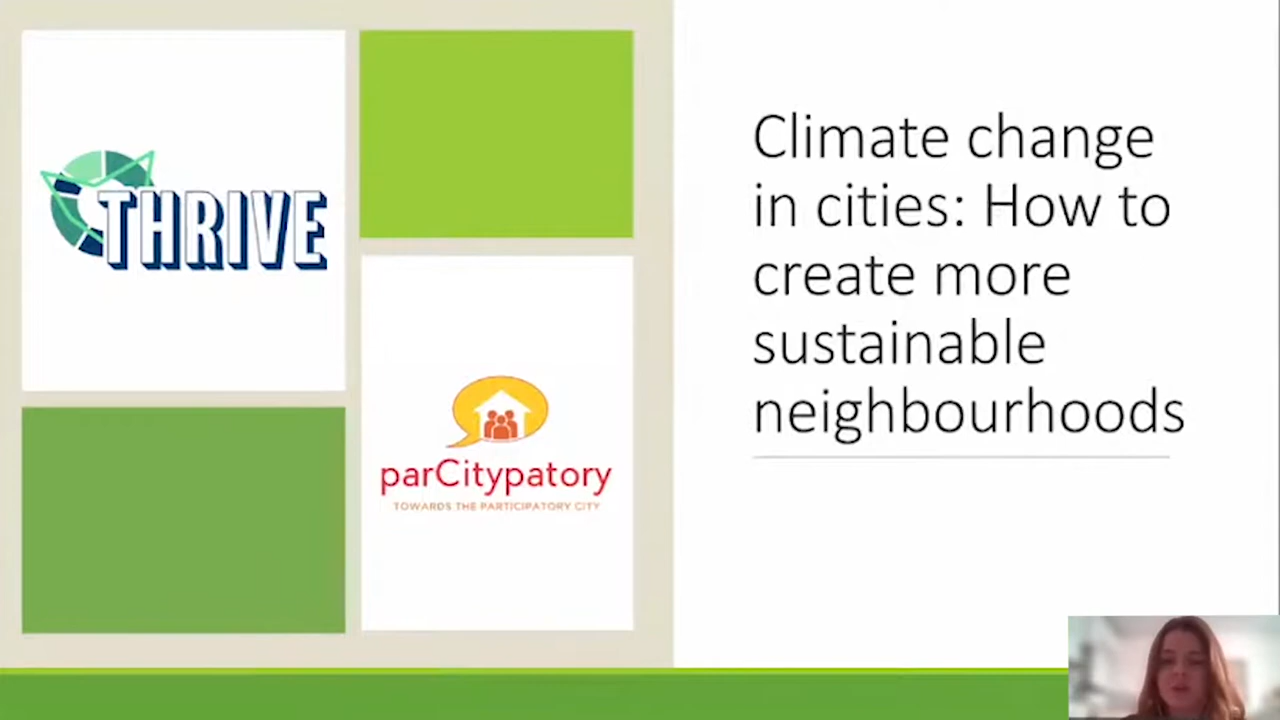 THRIVE
parCitypatory
TOWARDS THE PARTICIPATORY CITY
Climate change
in cities: How to
create more
sustainable
neighbourhoods